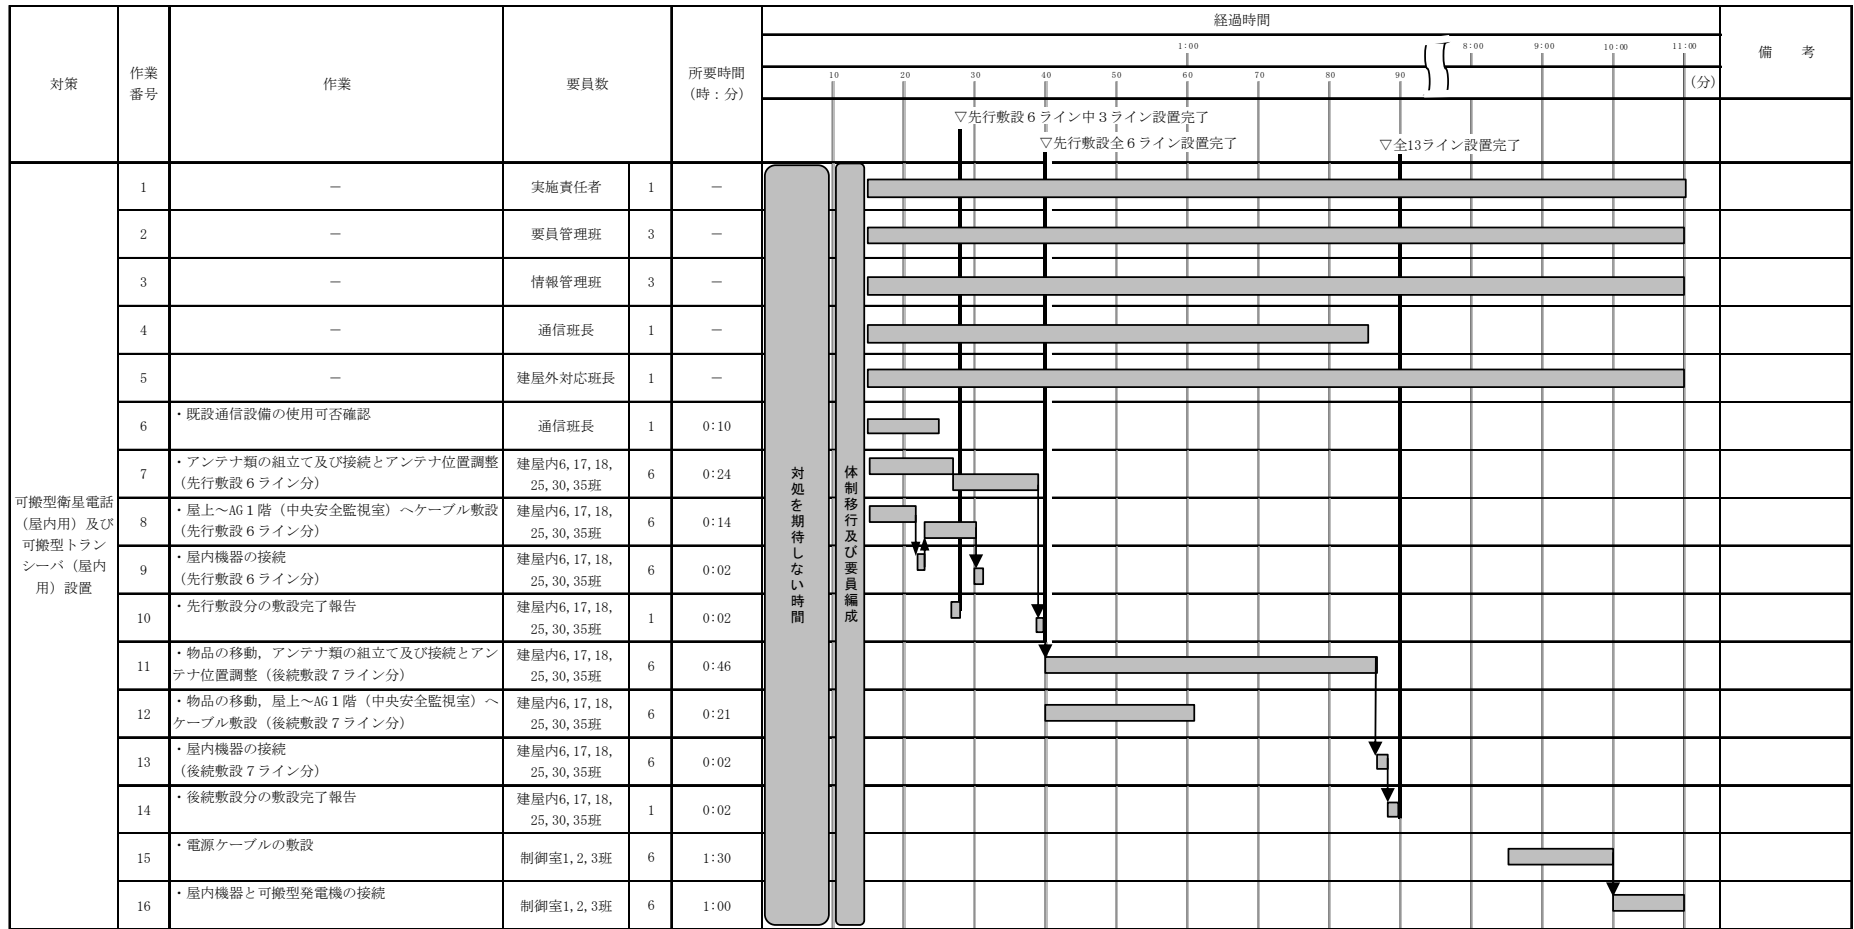 対策
作業
番号
作業
要員数
所要時間
(時:分)
経過時間
備 考
1:00
8:00
9:00
10:00
11:00
10
20
30
40
50
60
70
80
90
(分)
▽先行敷設6ライン中3ライン設置完了
▽先行敷設全6ライン設置完了
▽全13ライン設置完了
可搬型衛星電話
(屋内用)及び
可搬型トラン
シーバ(屋内
用)設置
対処を期待しない時間
体制移行及び要員編成
1
－
実施責任者
1
－
2
－
要員管理班
3
－
3
－
情報管理班
3
－
4
－
通信班長
1
－
5
－
建屋外対応班長
1
－
6
・既設通信設備の使用可否確認
通信班長
1
0:10
7
・アンテナ類の組立て及び接続とアンテナ位置調整
(先行敷設6ライン分)
建屋内6,17,18,
25,30,35班
6
0:24
8
・屋上～AG1階(中央安全監視室)へケーブル敷設
(先行敷設6ライン分)
建屋内6,17,18,
25,30,35班
6
0:14
9
・屋内機器の接続
(先行敷設6ライン分)
建屋内6,17,18,
25,30,35班
6
0:02
10
・先行敷設分の敷設完了報告
建屋内6,17,18,
25,30,35班
1
0:02
11
・物品の移動，アンテナ類の組立て及び接続とアン
テナ位置調整(後続敷設7ライン分)
建屋内6,17,18,
25,30,35班
6
0:46
12
・物品の移動，屋上～AG1階(中央安全監視室)へ
ケーブル敷設(後続敷設7ライン分)
建屋内6,17,18,
25,30,35班
6
0:21
13
・屋内機器の接続
(後続敷設7ライン分)
建屋内6,17,18,
25,30,35班
6
0:02
14
・後続敷設分の敷設完了報告
建屋内6,17,18,
25,30,35班
1
0:02
15
・電源ケーブルの敷設
制御室1,2,3班
6
1:30
16
・屋内機器と可搬型発電機の接続
制御室1,2,3班
6
1:00